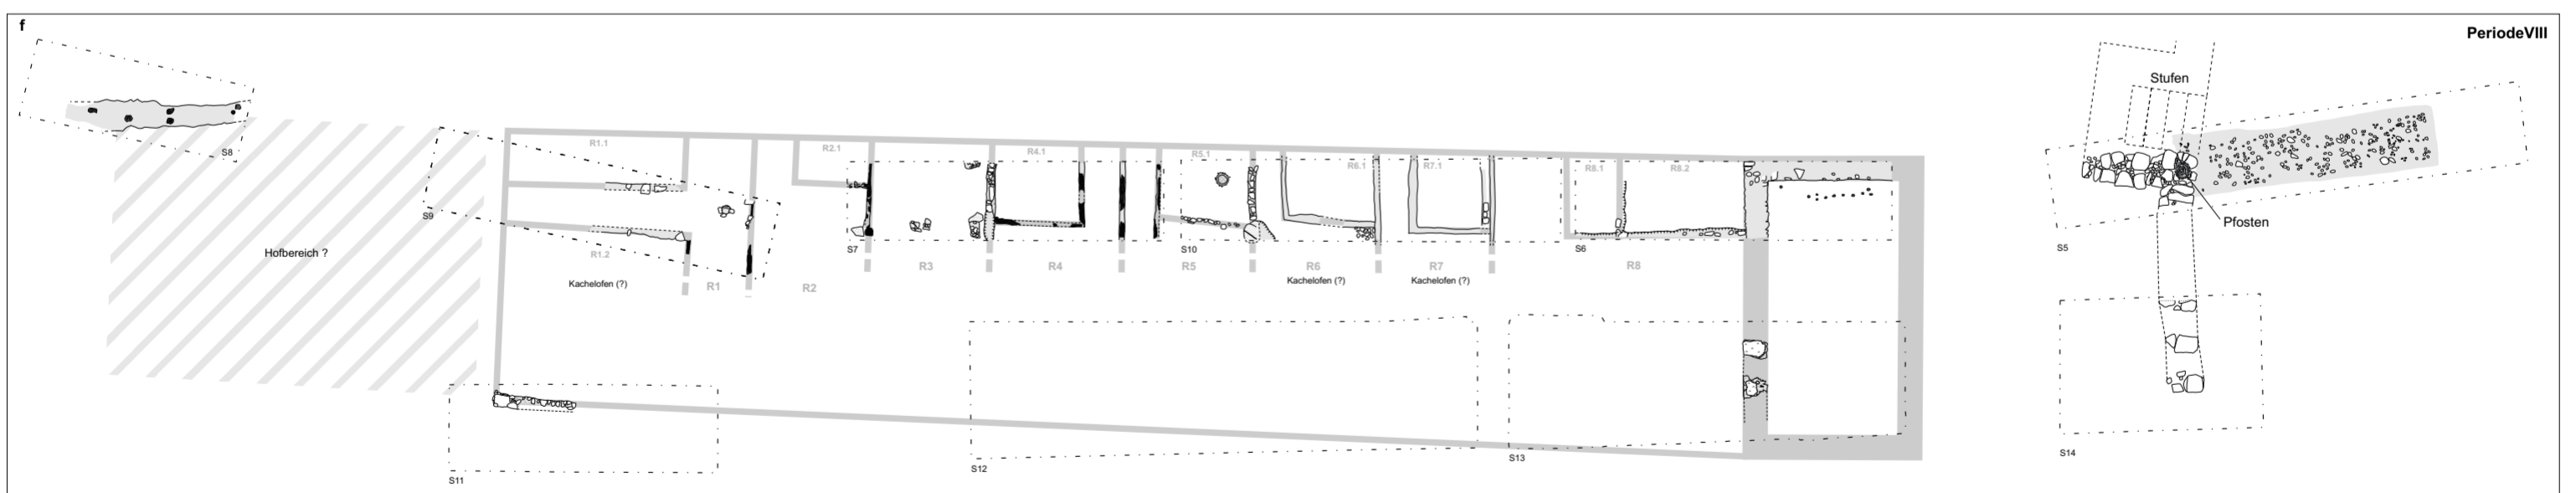 f
PeriodeVIII
Stufen
R1.1
R2.1
R4.1
R5.1
R6.1
R7.1
R8.1
R8.2
S8
S9
S7
S10
S6
S5
Pfosten
Hofbereich ?
R1.2
Kachelofen (?)
R1
R2
R3
R4
R5
R6
Kachelofen (?)
R7
Kachelofen (?)
R8
S11
S12
S13
S14